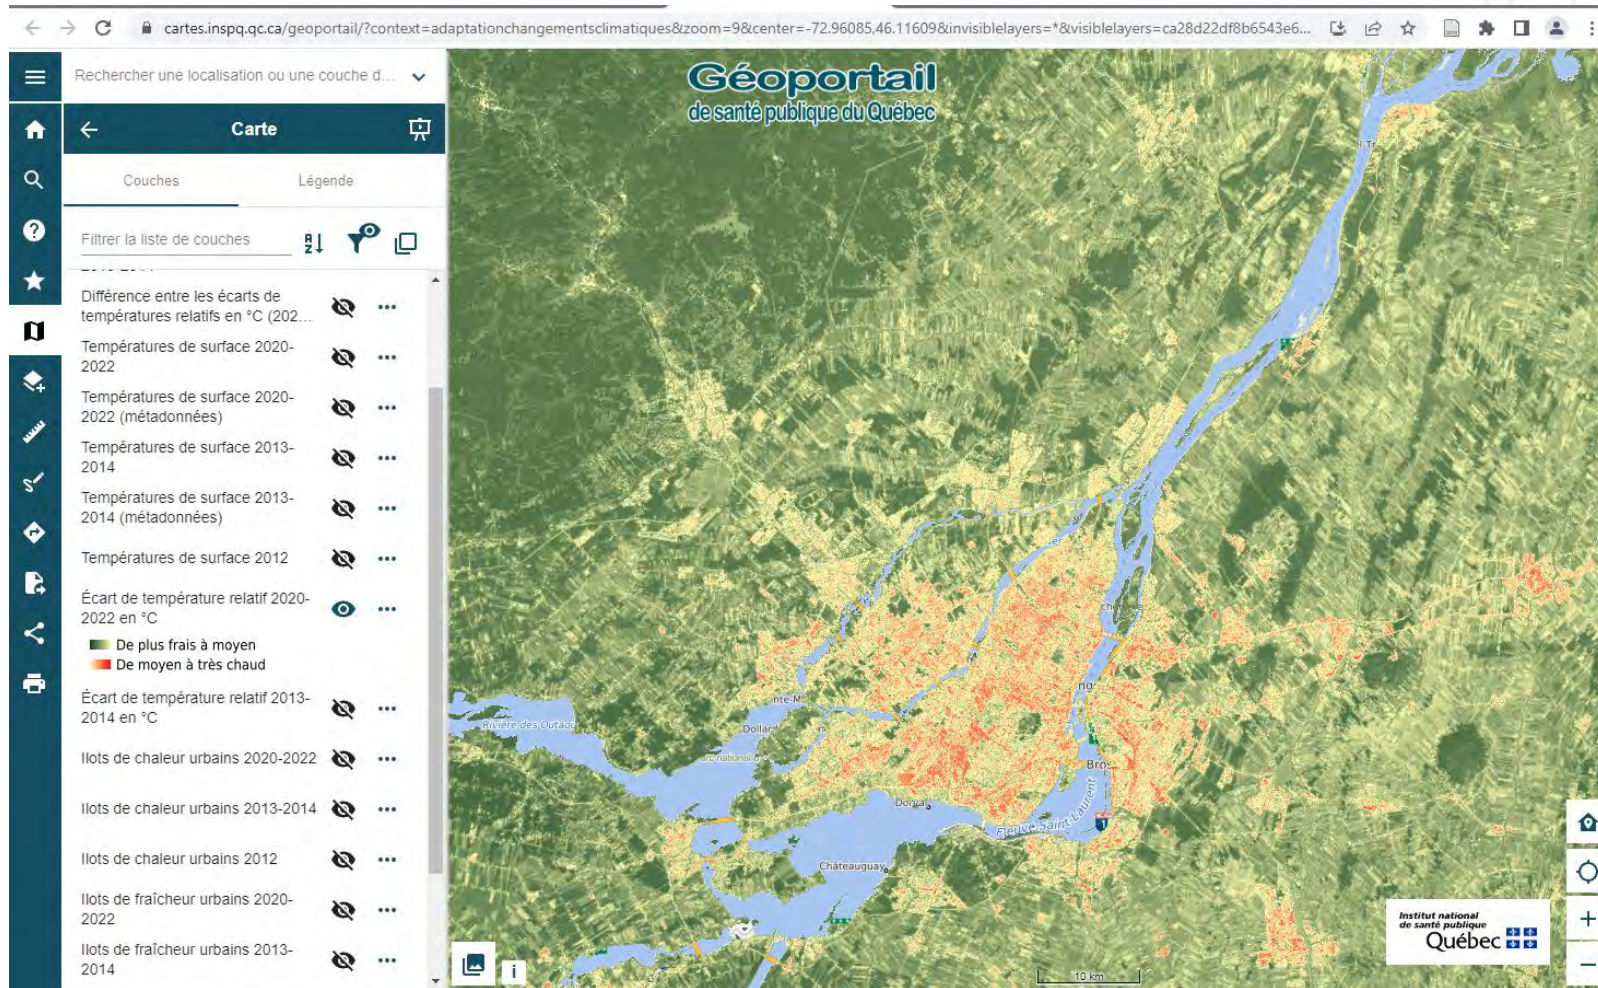 cartes.inspq.qc.ca/geoportail/?context=adaptationchangementsclimatiques&zoom=9&center=-72.96085,46.11609&invisiblelayers=*&visiblelayers=ca28d22df8b6543e6...
Rechercher une localisation ou une couche d...
Géoportail
de santé publique du Québec
Carte
Couches
Légende
Filtrer la liste de couches
Différence entre les écarts de
températures relatifs en °C (202...
Températures de surface 2020-
2022
Températures de surface 2020-
2022 (métadonnées)
Températures de surface 2013-
2014
Températures de surface 2013-
2014 (métadonnées)
Températures de surface 2012
Écart de température relatif 2020-
2022 en °C
De plus frais à moyen
De moyen à très chaud
Écart de température relatif 2013-
2014 en °C
Ilots de chaleur urbains 2020-2022
Ilots de chaleur urbains 2013-2014
Ilots de chaleur urbains 2012
Ilots de fraîcheur urbains 2020-
2022
Ilots de fraîcheur urbains 2013-
2014
Rivière des Outaou
nte-M
Dollar
Bro
Fleuve Saint-Laurent
Châteauguay
10 km
Institut national
de santé publique
Québec